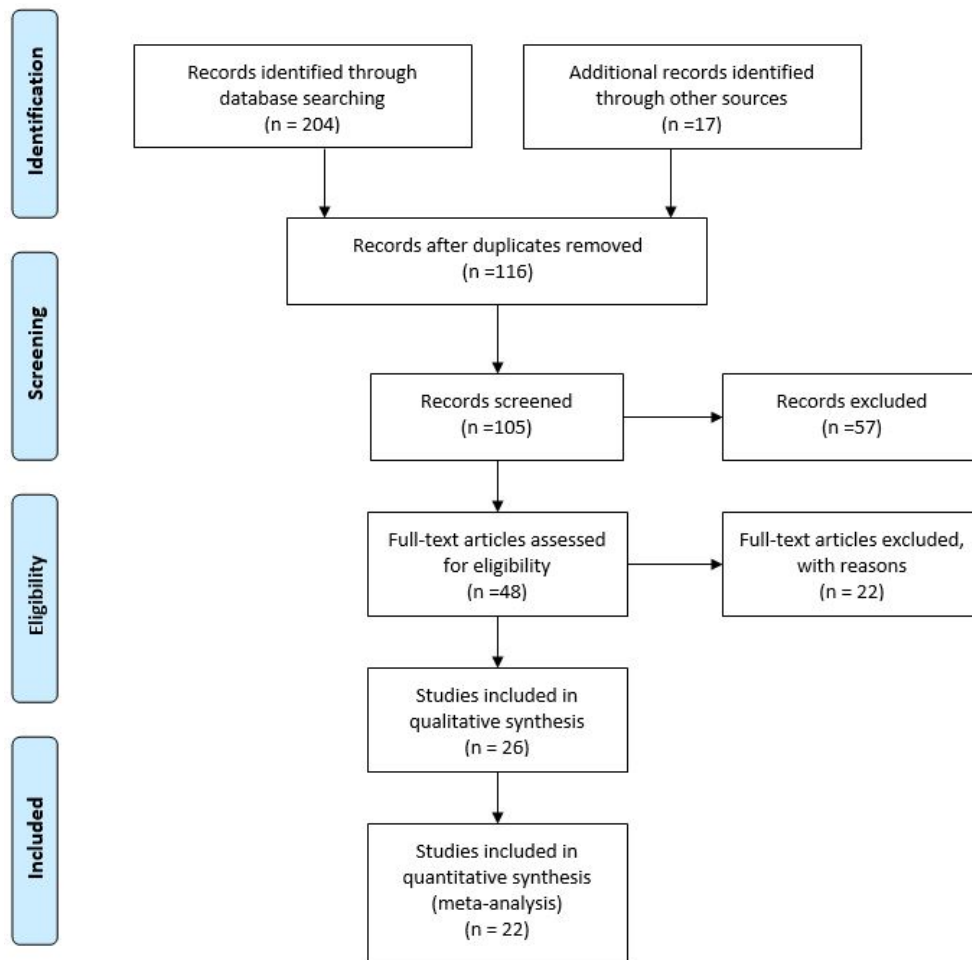 Identification
Records identified through
database searching
(n = 204)
Additional records identified
through other sources
(n =17)
Records after duplicates removed
(n =116)
Screening
Records screened
(n =105)
Records excluded
(n =57)
Eligibility
Full-text articles assessed
for eligibility
(n =48)
Full-text articles excluded,
with reasons
(n = 22)
Studies included in
qualitative synthesis
(n = 26)
Included
Studies included in
quantitative synthesis
(meta-analysis)
(n = 22)